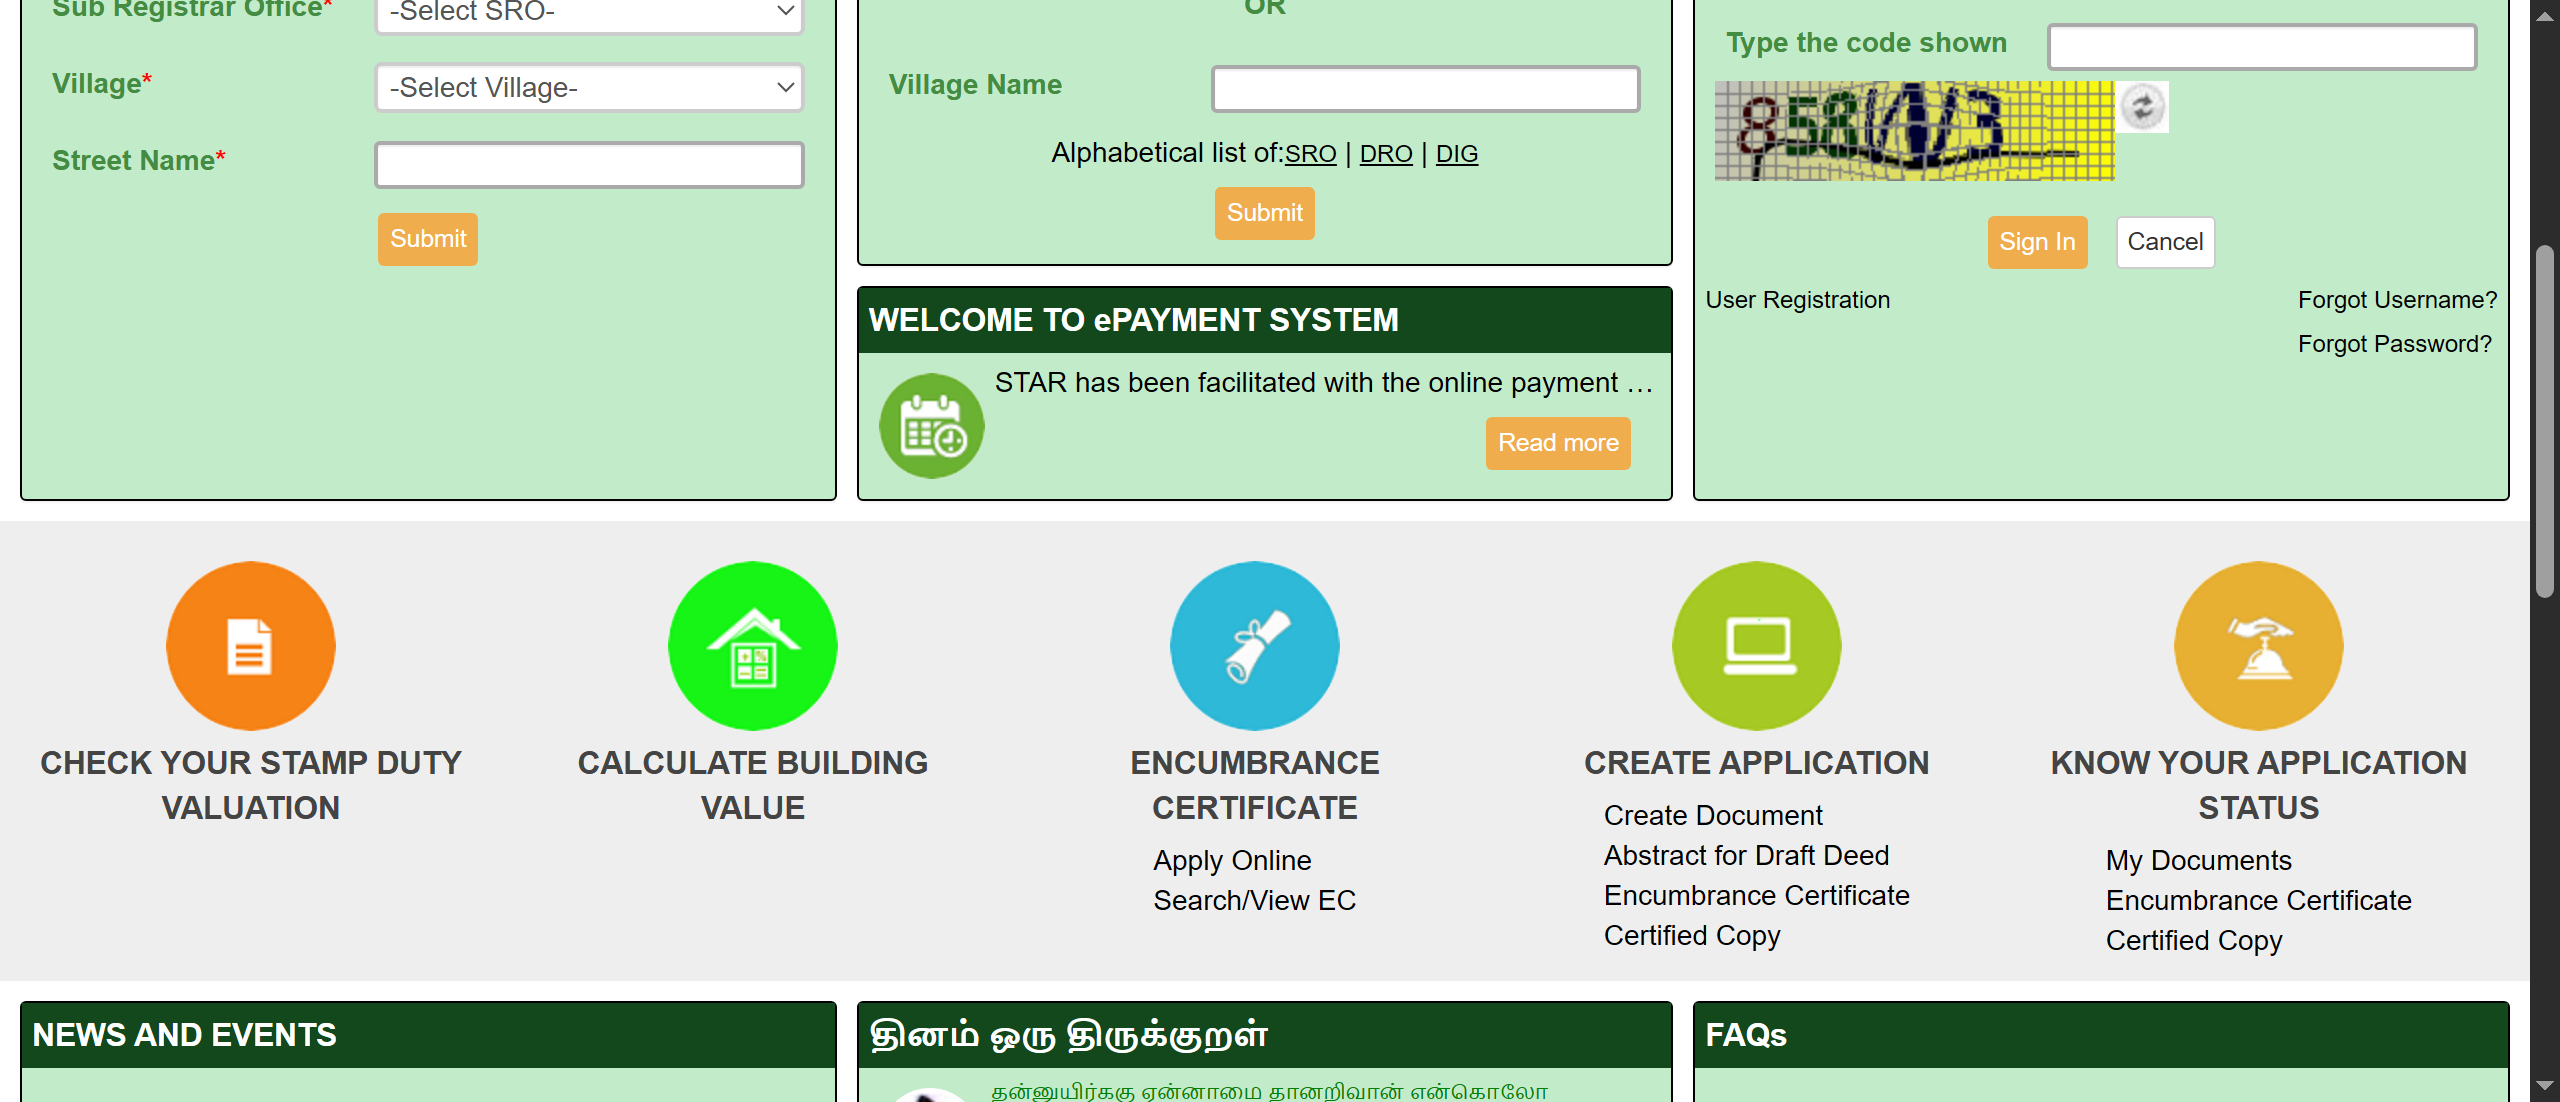 Sub Registrar Office*
-Select SRO-
Village*
-Select Village-
Street Name*
Submit
OR
Village Name
Alphabetical list of:SRO | DRO | DIG
Submit
WELCOME TO ePAYMENT SYSTEM
STAR has been facilitated with the online payment …
Read more
Type the code shown
Sign In
Cancel
User Registration
Forgot Username?
Forgot Password?
CHECK YOUR STAMP DUTY
VALUATION
CALCULATE BUILDING
VALUE
ENCUMBRANCE
CERTIFICATE
Apply Online
Search/View EC
CREATE APPLICATION
Create Document
Abstract for Draft Deed
Encumbrance Certificate
Certified Copy
KNOW YOUR APPLICATION
STATUS
My Documents
Encumbrance Certificate
Certified Copy
NEWS AND EVENTS
தினம் ஒரு திருக்குறள்
தன்னுயிர்ககு ஏன்னாமை தானறிவான் என்கொலோ
FAQs